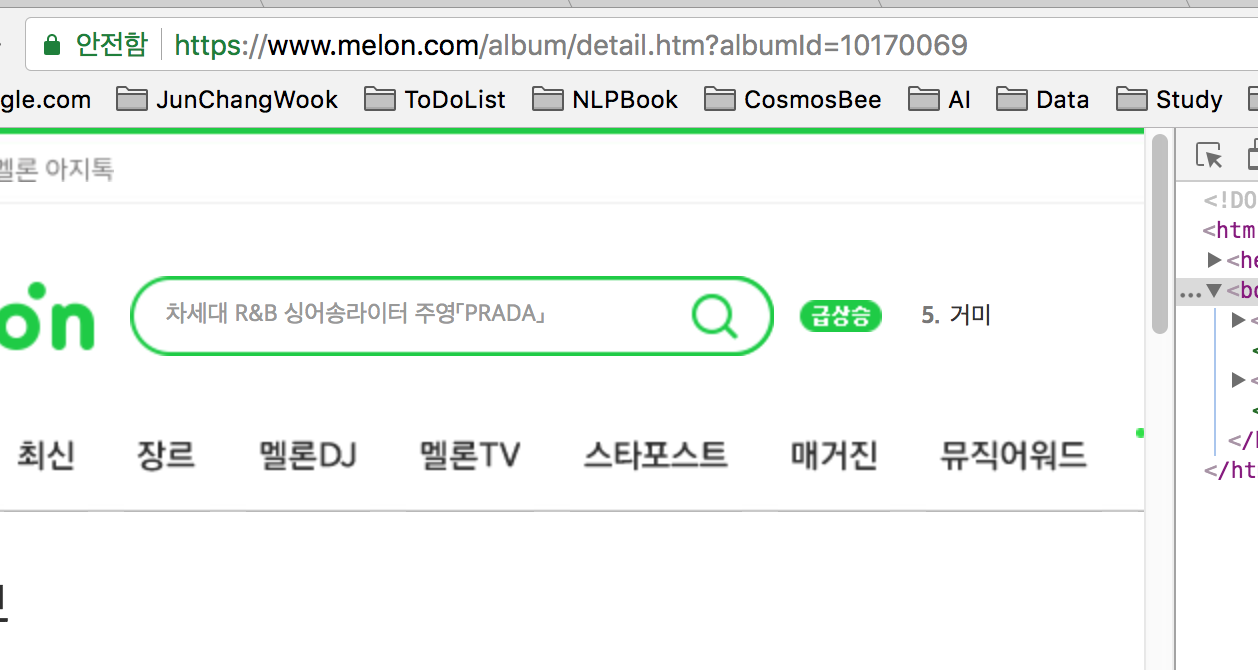 안전함 https://www.melon.com/album/detail.htm?albumId=10170069
gle.com JunChangWook ToDoList NLPBook CosmosBee AI Data Study
멜론 아지톡
<!DO
<htm
▶<he
...▼<bo
on 차세대 R&B 싱어송라이터 주영「PRADA」 급상승 5. 거미
▶<
<
▶<
<
</
</ht
최신 장르 멜론DJ 멜론TV 스타포스트 매거진 뮤직어워드